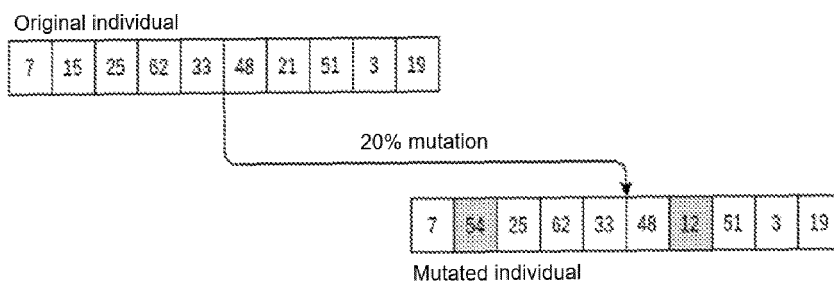 Original individual
7 15 25 62 33 48 21 51 3 19
20% mutation
7 54 25 62 33 48 12 51 3 19
Mutated individual